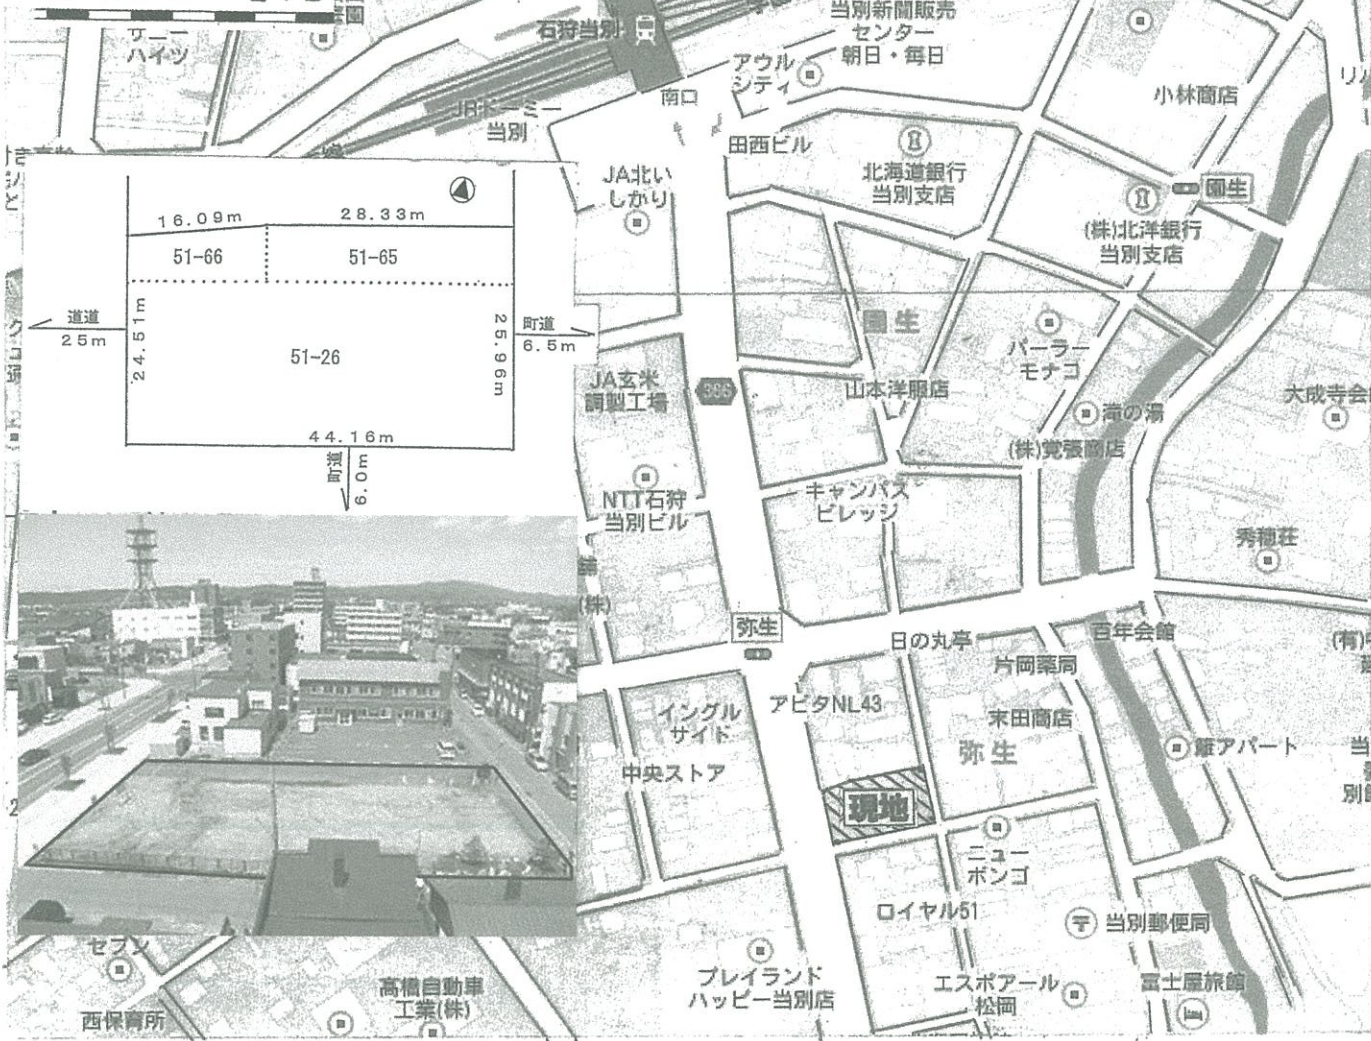 サニー
ハイツ
石狩当別
当別新聞販売
センター
朝日・毎日
アウル
シティ
南口
小林商店
JRドーミー
当別
田西ビル
北海道銀行
当別支店
JA北い
しかり
園生
(株)北洋銀行
当別支店
16.09m
28.33m
51-66
51-65
道道
25m
24.51m
51-26
25.96m
町道
6.5m
44.16m
町道
6.0m
園生
パーラー
モナコ
JA玄米
調製工場
山本洋服店
滝の湯
(株)覚張商店
NTT石狩
当別ビル
キャンパス
ビレッジ
秀穂荘
(株)
弥生
日の丸亭
百年会館
片岡薬局
アビタNL43
イングル
サイド
末田商店
弥生
中央ストア
現地
ニュー
ボンゴ
ロイヤル51
当別郵便局
セブン
プレイランド
ハッピー当別店
エスポアール
松岡
富士屋旅館
高橋自動車
工業(株)
西保育所